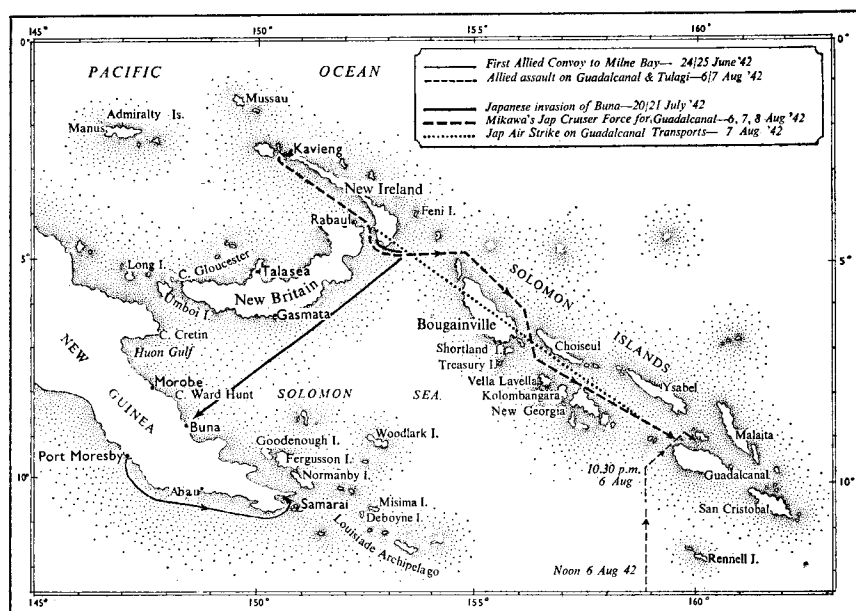 145°
150°
155°
160°
0°
0°
First Allied Convoy to Milne Bay— 24/25 June '42
Allied assault on Guadalcanal & Tulagi—6/7 Aug '42
Japanese invasion of Buna—20/21 July '42
Mikawa's Jap Cruiser Force for Guadalcanal—6, 7, 8 Aug '42
Jap Air Strike on Guadalcanal Transports— 7 Aug '42
PACIFIC OCEAN
Mussau
Admiralty Is.
Manus
Kavieng
New Ireland
Rabaul
Feni I.
5°
5°
Long I.
C. Gloucester
Talasea
Umboi I.
New Britain
Gasmata
C. Cretin
Huon Gulf
SOLOMON ISLANDS
Bougainville
Choiseul
Shortland I.
Treasury I.
Vella Lavella
Kolombangara
New Georgia
Ysabel
Malaita
NEW GUINEA
Morobe
C. Ward Hunt
SOLOMON SEA
Buna
Goodenough I.
Woodlark I.
Fergusson I.
Normanby I.
Port Moresby
10.30 p.m.
6 Aug
Guadalcanal
10°
10°
Abau
Samarai
Misima I.
Deboyne I.
San Cristobal
Louisiade Archipelago
Rennell I.
Noon 6 Aug 42
145°
150°
155°
160°